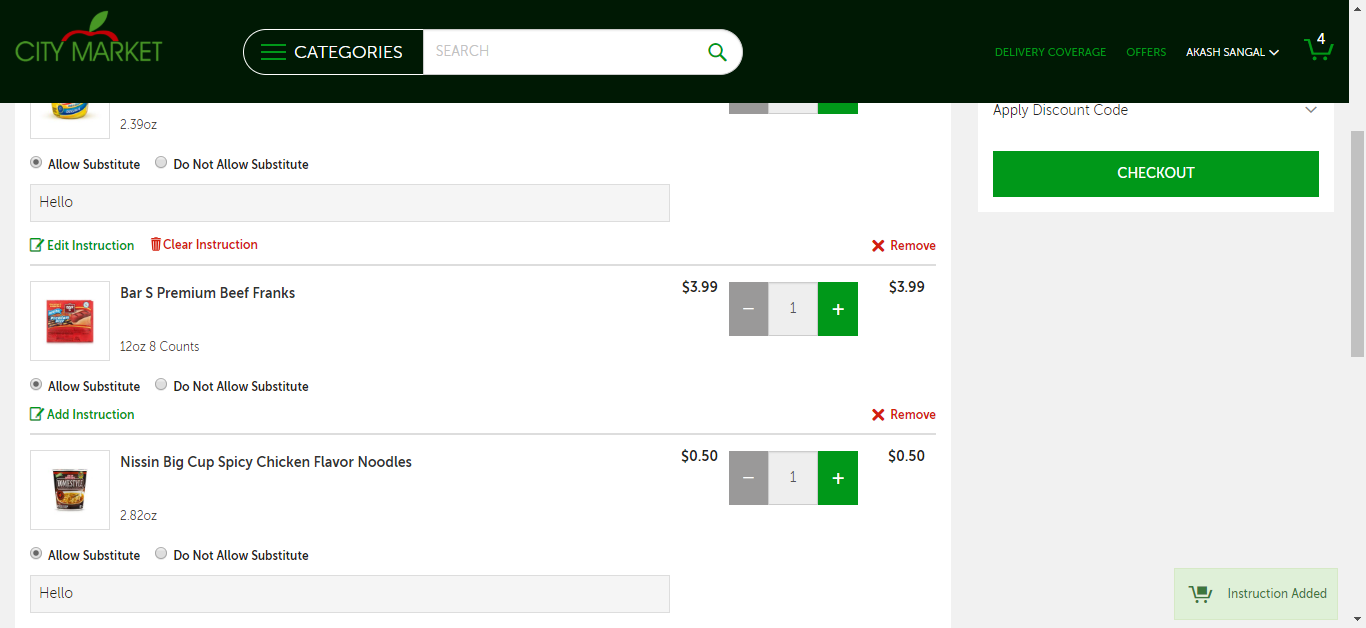 CITY MARKET
CATEGORIES
SEARCH
DELIVERY COVERAGE
OFFERS
AKASH SANGAL
4
2.39oz
Apply Discount Code
Allow Substitute
Do Not Allow Substitute
CHECKOUT
Hello
Edit Instruction
Clear Instruction
Remove
Bar S Premium Beef Franks
$3.99
1
$3.99
12oz 8 Counts
Allow Substitute
Do Not Allow Substitute
Add Instruction
Remove
Nissin Big Cup Spicy Chicken Flavor Noodles
$0.50
1
$0.50
HOMESTYLE
2.82oz
Allow Substitute
Do Not Allow Substitute
Hello
Instruction Added